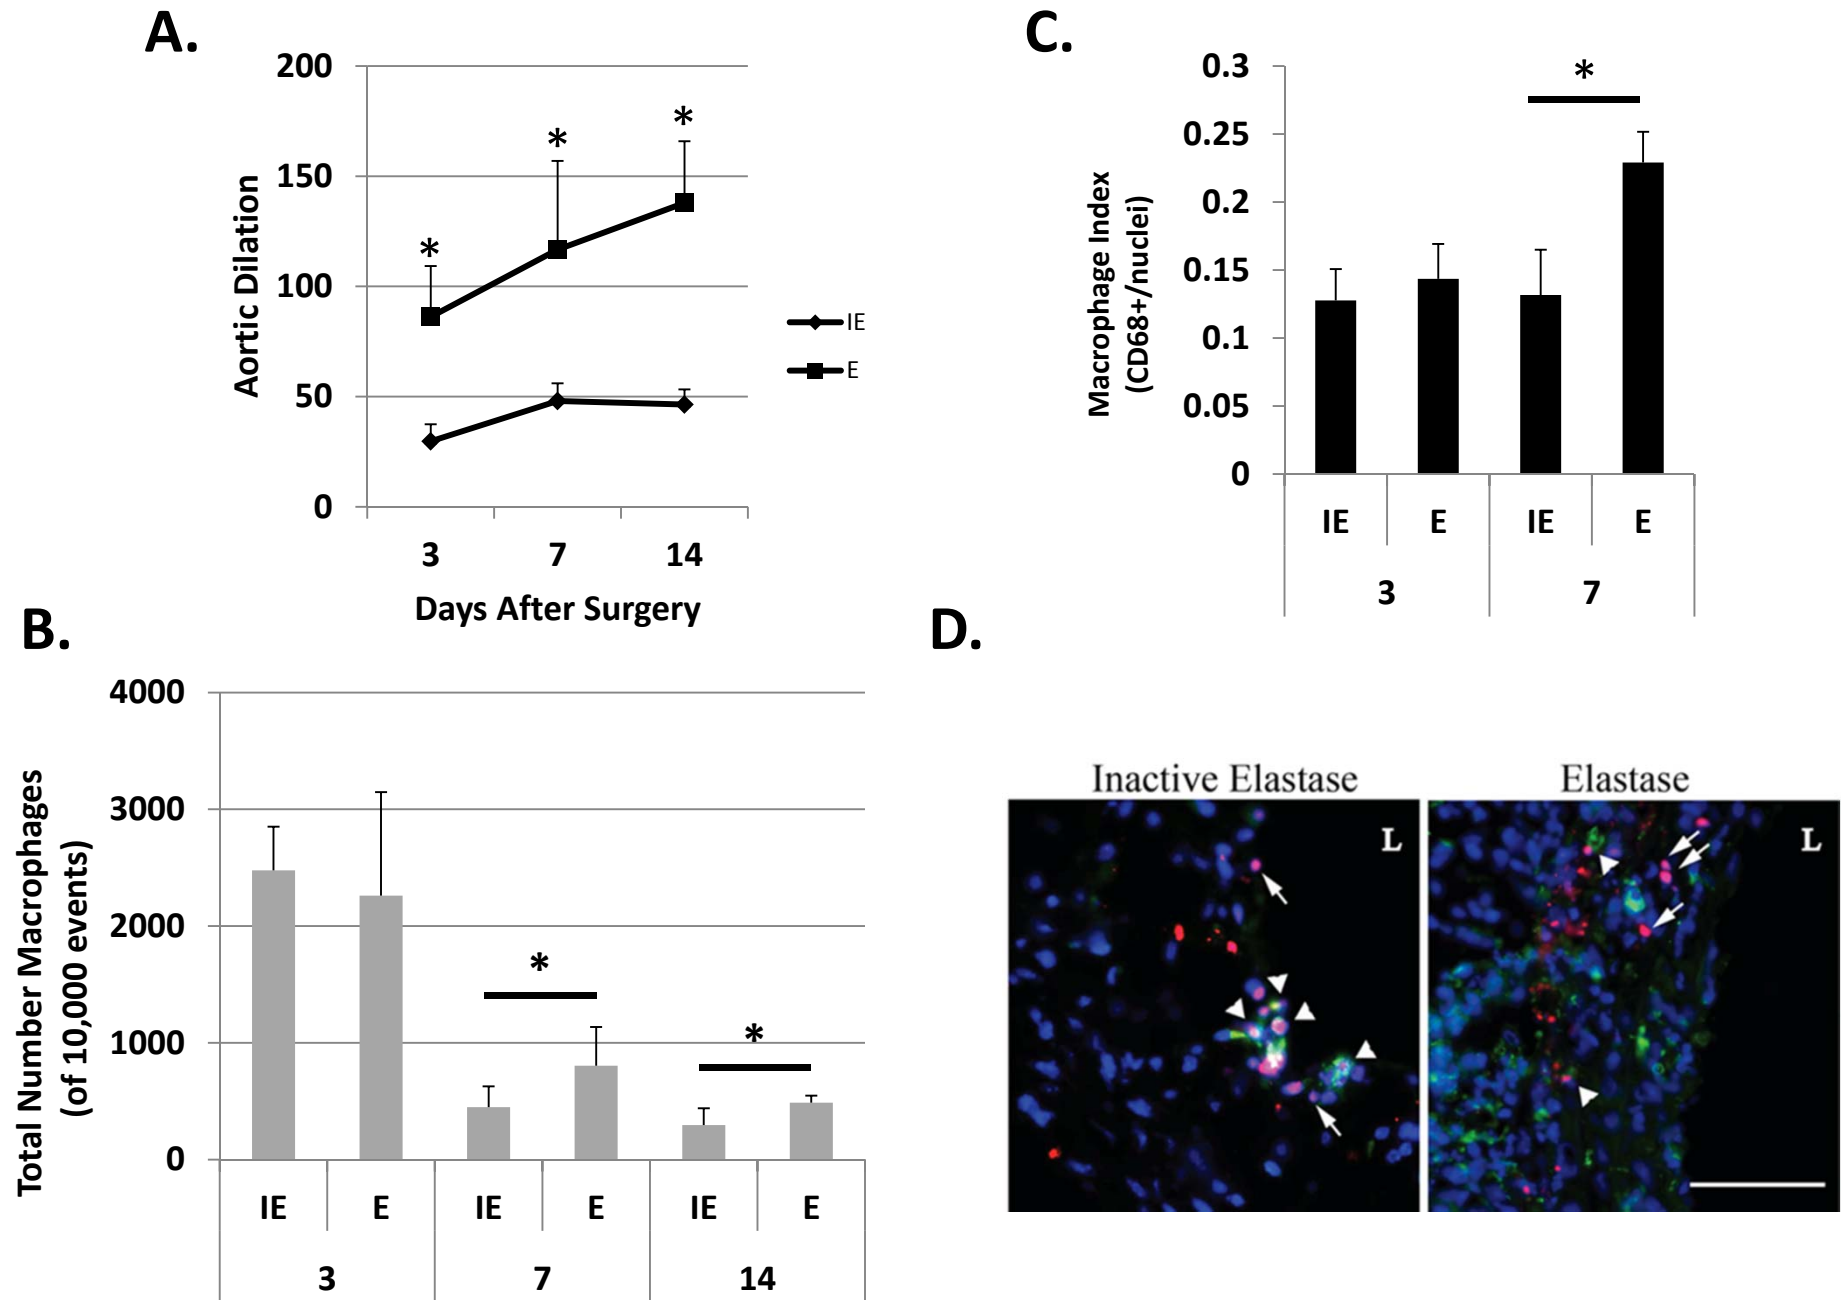 A.
200
150
100
50
0
Aortic Dilation
*
*
*
IE
E
3 7 14
Days After Surgery
B.
4000
3000
2000
1000
0
Total Number Macrophages
(of 10,000 events)
*
*
IE E IE E IE E
3 7 14
C.
0.3
0.25
0.2
0.15
0.1
0.05
0
Macrophage Index
(CD68+/nuclei)
*
IE E IE E
3 7
D.
Inactive Elastase Elastase
L L